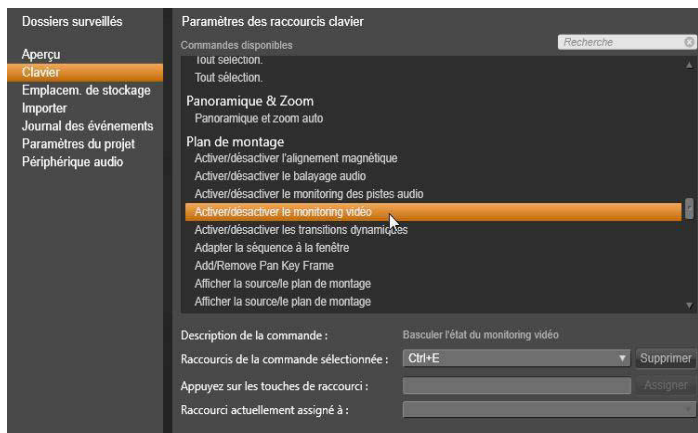 Dossiers surveillés
Aperçu
Clavier
Emplacem. de stockage
Importer
Journal des événements
Paramètres du projet
Périphérique audio
Paramètres des raccourcis clavier
Commandes disponibles
Recherche
Tout sélection.
Tout sélection.
Panoramique & Zoom
Panoramique et zoom auto
Plan de montage
Activer/désactiver l'alignement magnétique
Activer/désactiver le balayage audio
Activer/désactiver le monitoring des pistes audio
Activer/désactiver le monitoring vidéo
Activer/désactiver les transitions dynamiques
Adapter la séquence à la fenêtre
Add/Remove Pan Key Frame
Afficher la source/le plan de montage
Afficher la source/le plan de montage
Description de la commande : Basculer l'état du monitoring vidéo
Raccourcis de la commande sélectionnée : Ctrl+E Supprimer
Appuyez sur les touches de raccourci : Assigner
Raccourci actuellement assigné à :